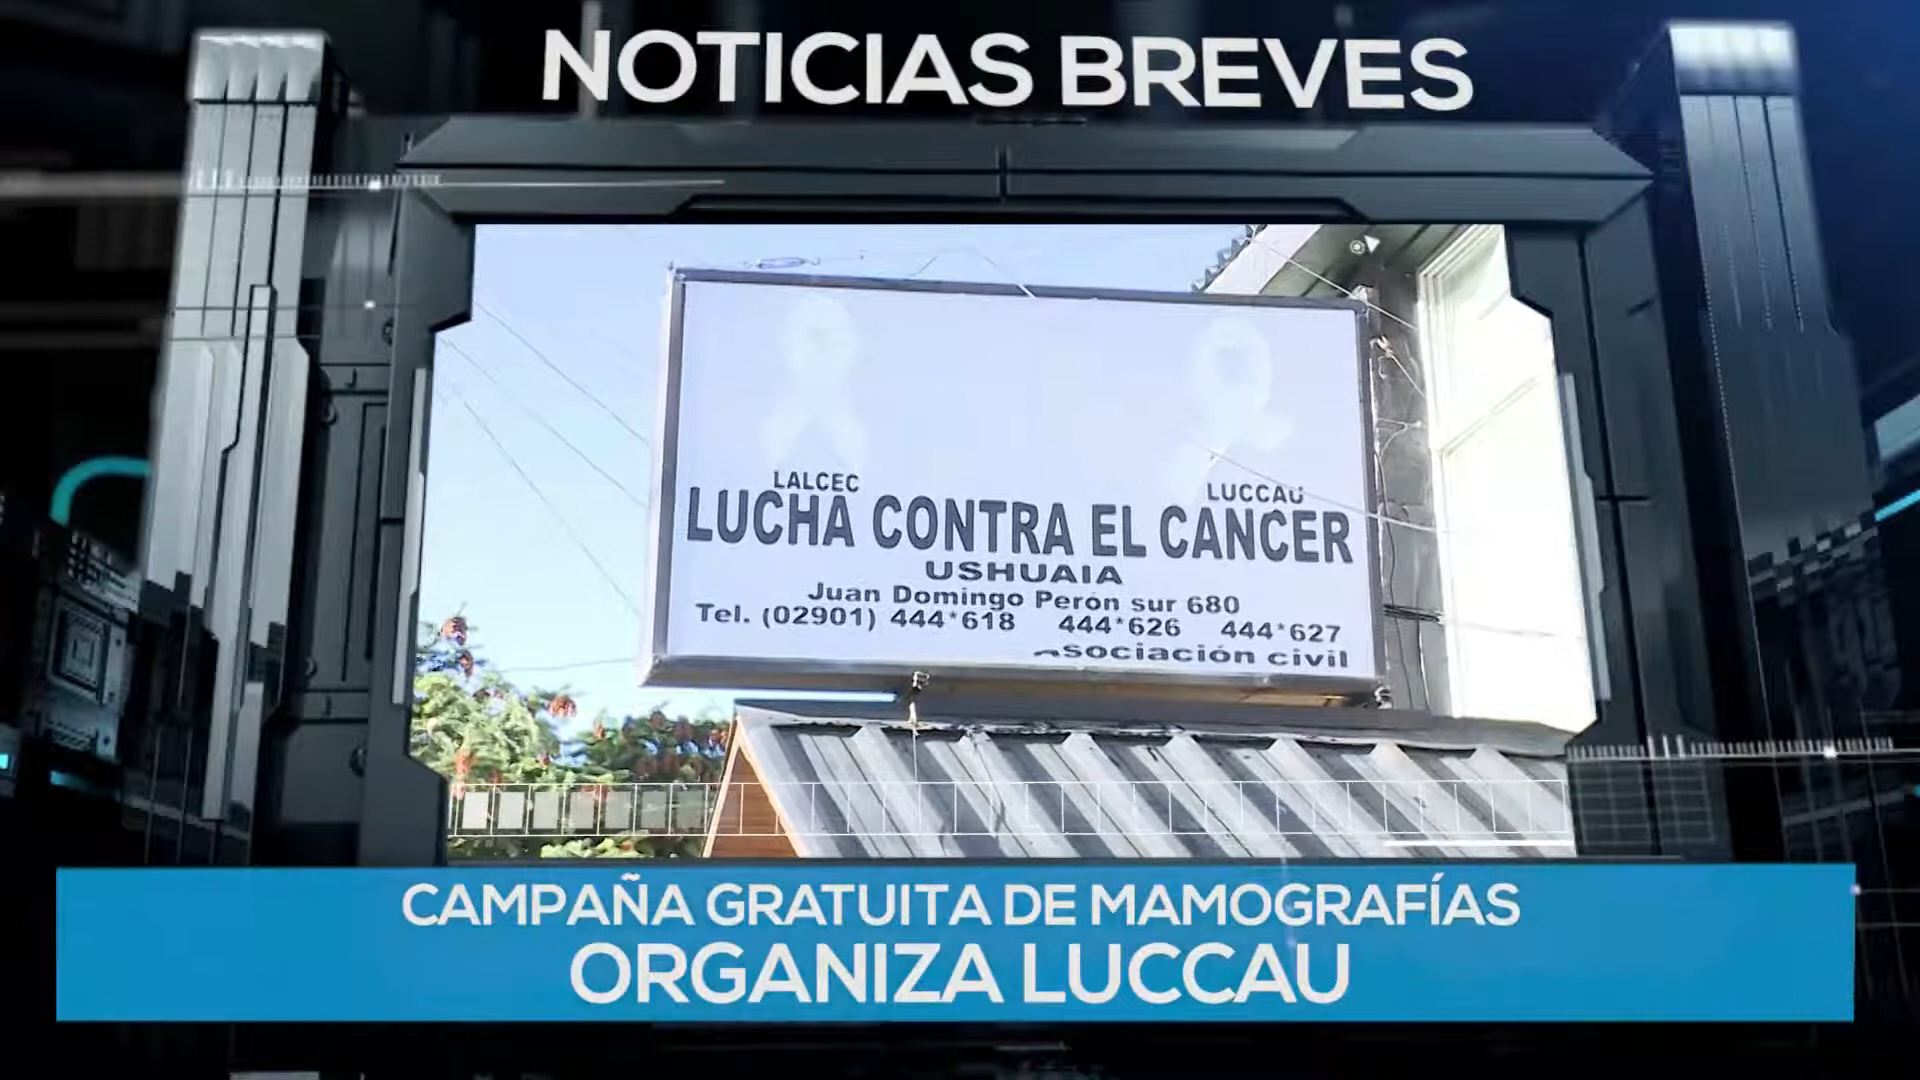 NOTICIAS BREVES
LALCEC
LUCCAU
LUCHA CONTRA EL CANCER
USHUAIA
Juan Domingo Perón sur 680
Tel. (02901) 444*618 444*626 444*627
Asociación civil
CAMPAÑA GRATUITA DE MAMOGRAFÍAS
ORGANIZA LUCCAU